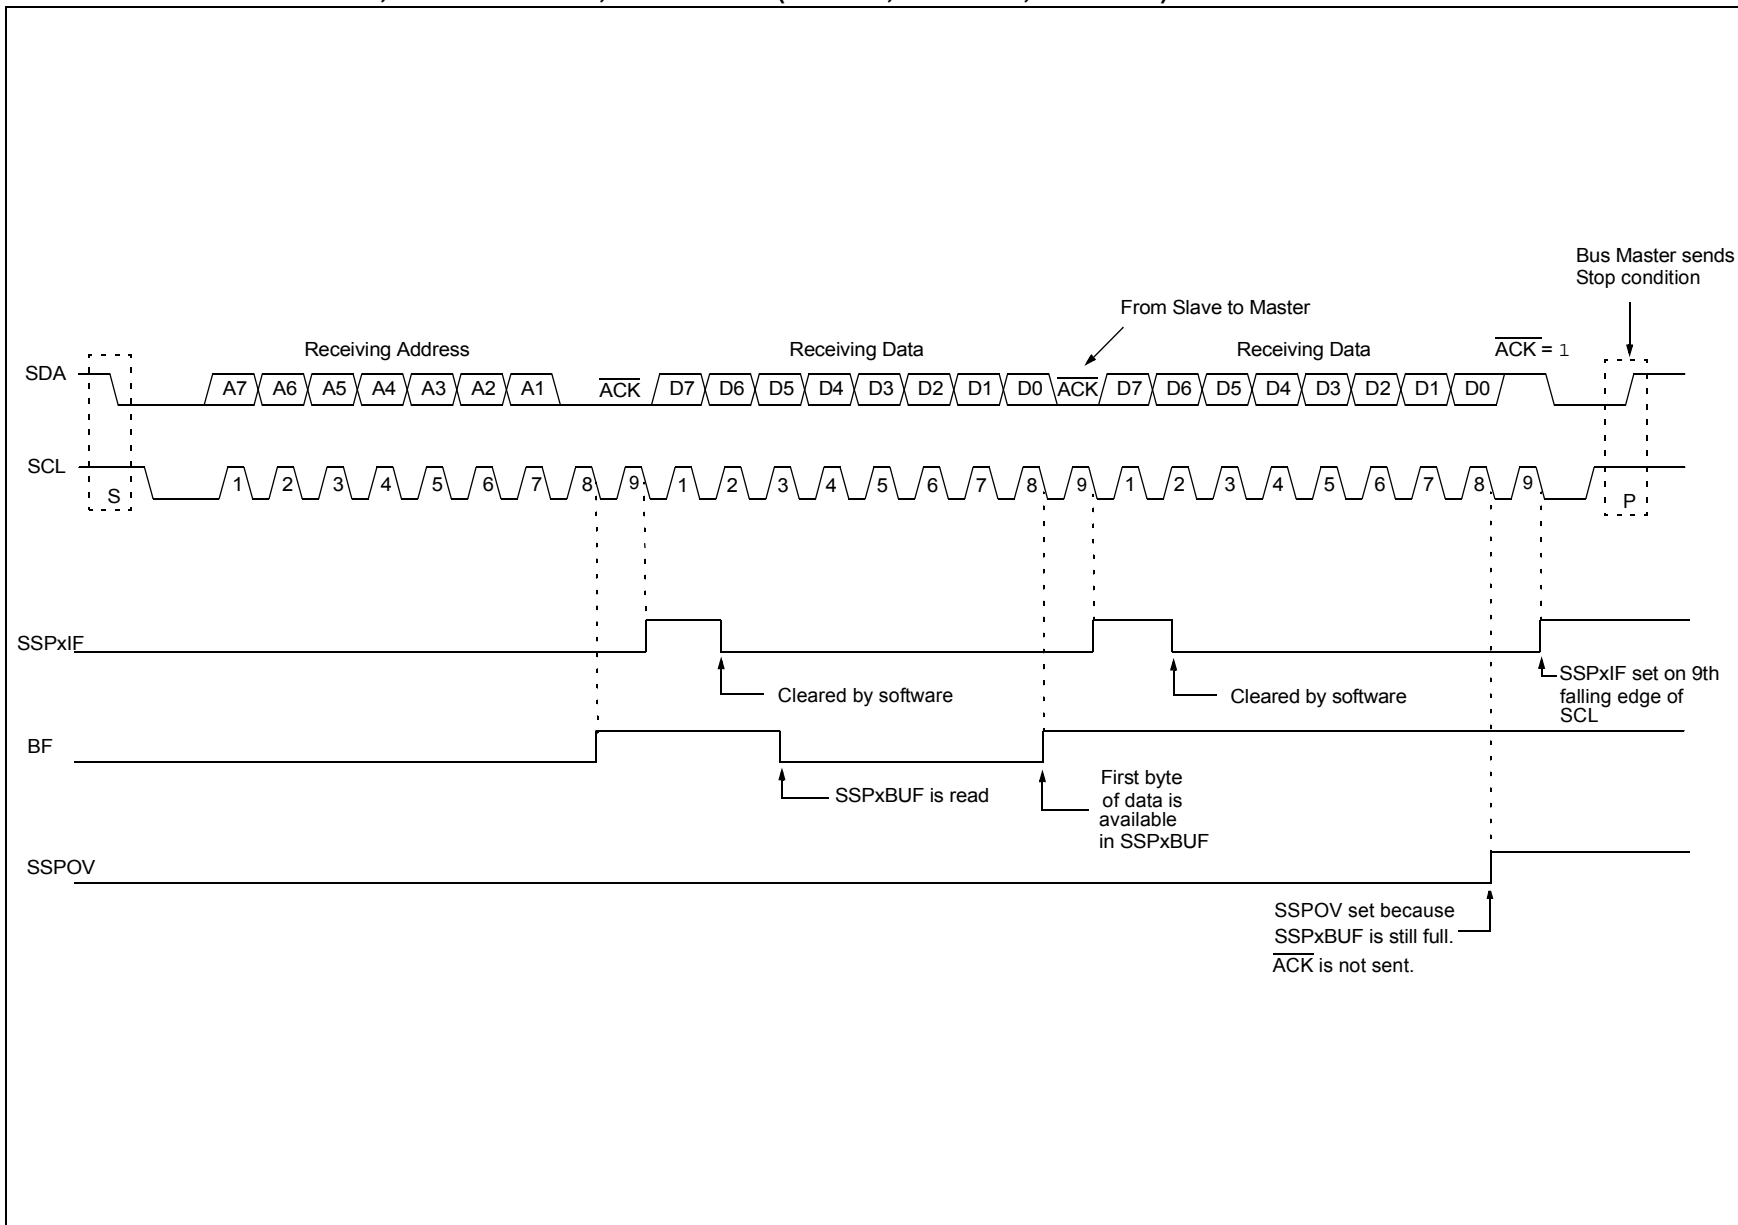 Bus Master sends
Stop condition
From Slave to Master
Receiving Address
Receiving Data
Receiving Data
ACK = 1
SDA
A7 A6 A5 A4 A3 A2 A1 ACK D7 D6 D5 D4 D3 D2 D1 D0 ACK D7 D6 D5 D4 D3 D2 D1 D0
SCL
S
1 2 3 4 5 6 7 8 9 1 2 3 4 5 6 7 8 9 1 2 3 4 5 6 7 8 9
P
SSPxIF
Cleared by software
Cleared by software
SSPxIF set on 9th
falling edge of
SCL
BF
SSPxBUF is read
First byte
of data is
available
in SSPxBUF
SSPOV
SSPOV set because
SSPxBUF is still full.
ACK is not sent.